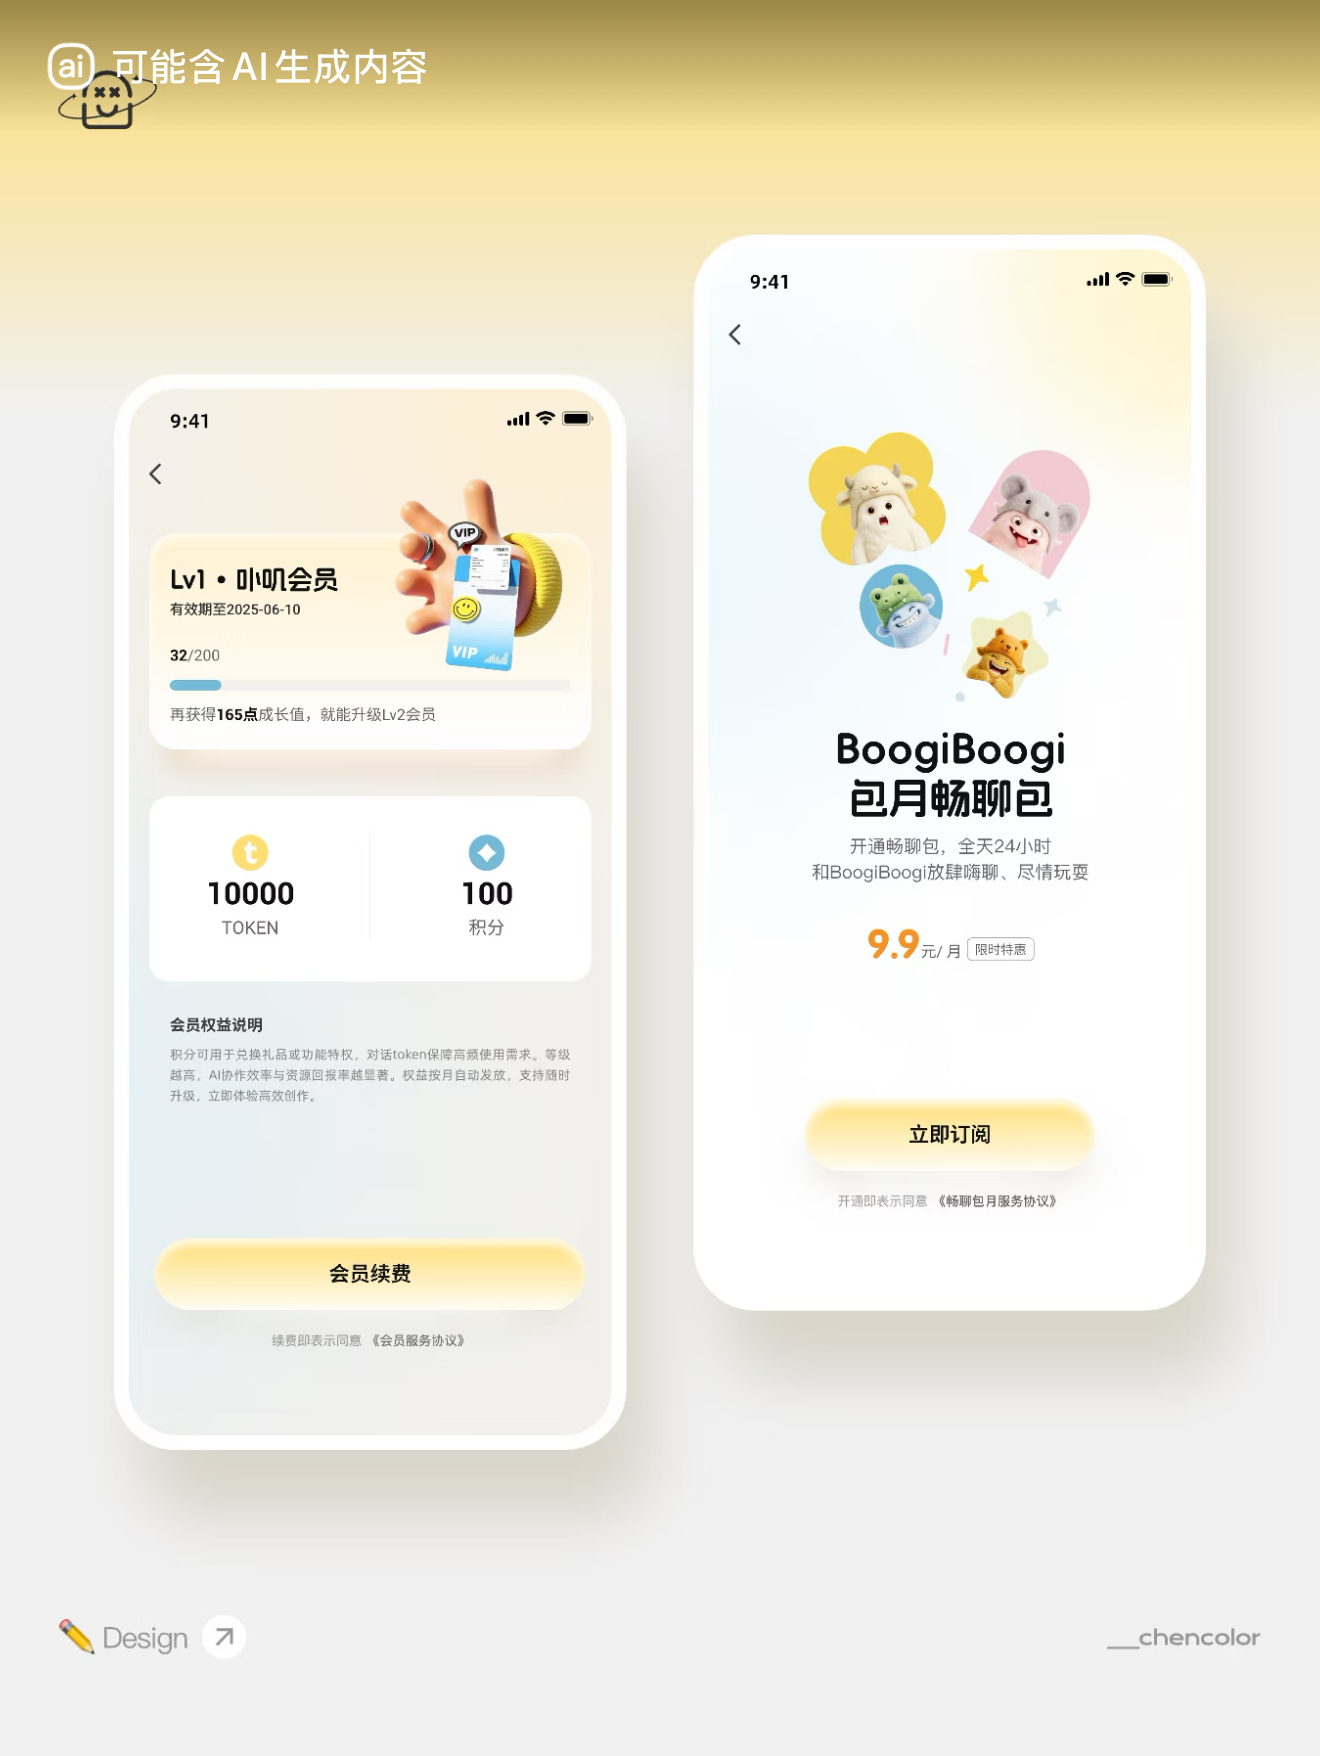 ai 可能含AI生成内容
9:41
Lv1 • 卟叽会员
有效期至2025-06-10
32/200
再获得165点成长值，就能升级Lv2会员
VIP
VIP
t
10000
TOKEN
100
积分
会员权益说明
积分可用于兑换礼品或功能特权，对话token保障高频使用需求。等级
越高，AI协作效率与资源回报率越显著。权益按月自动发放，支持随时
升级，立即体验高效创作。
会员续费
续费即表示同意 《会员服务协议》
9:41
BoogiBoogi
包月畅聊包
开通畅聊包，全天24小时
和BoogiBoogi放肆嗨聊、尽情玩耍
9.9元/ 月 限时特惠
立即订阅
开通即表示同意 《畅聊包月服务协议》
Design
__chencolor